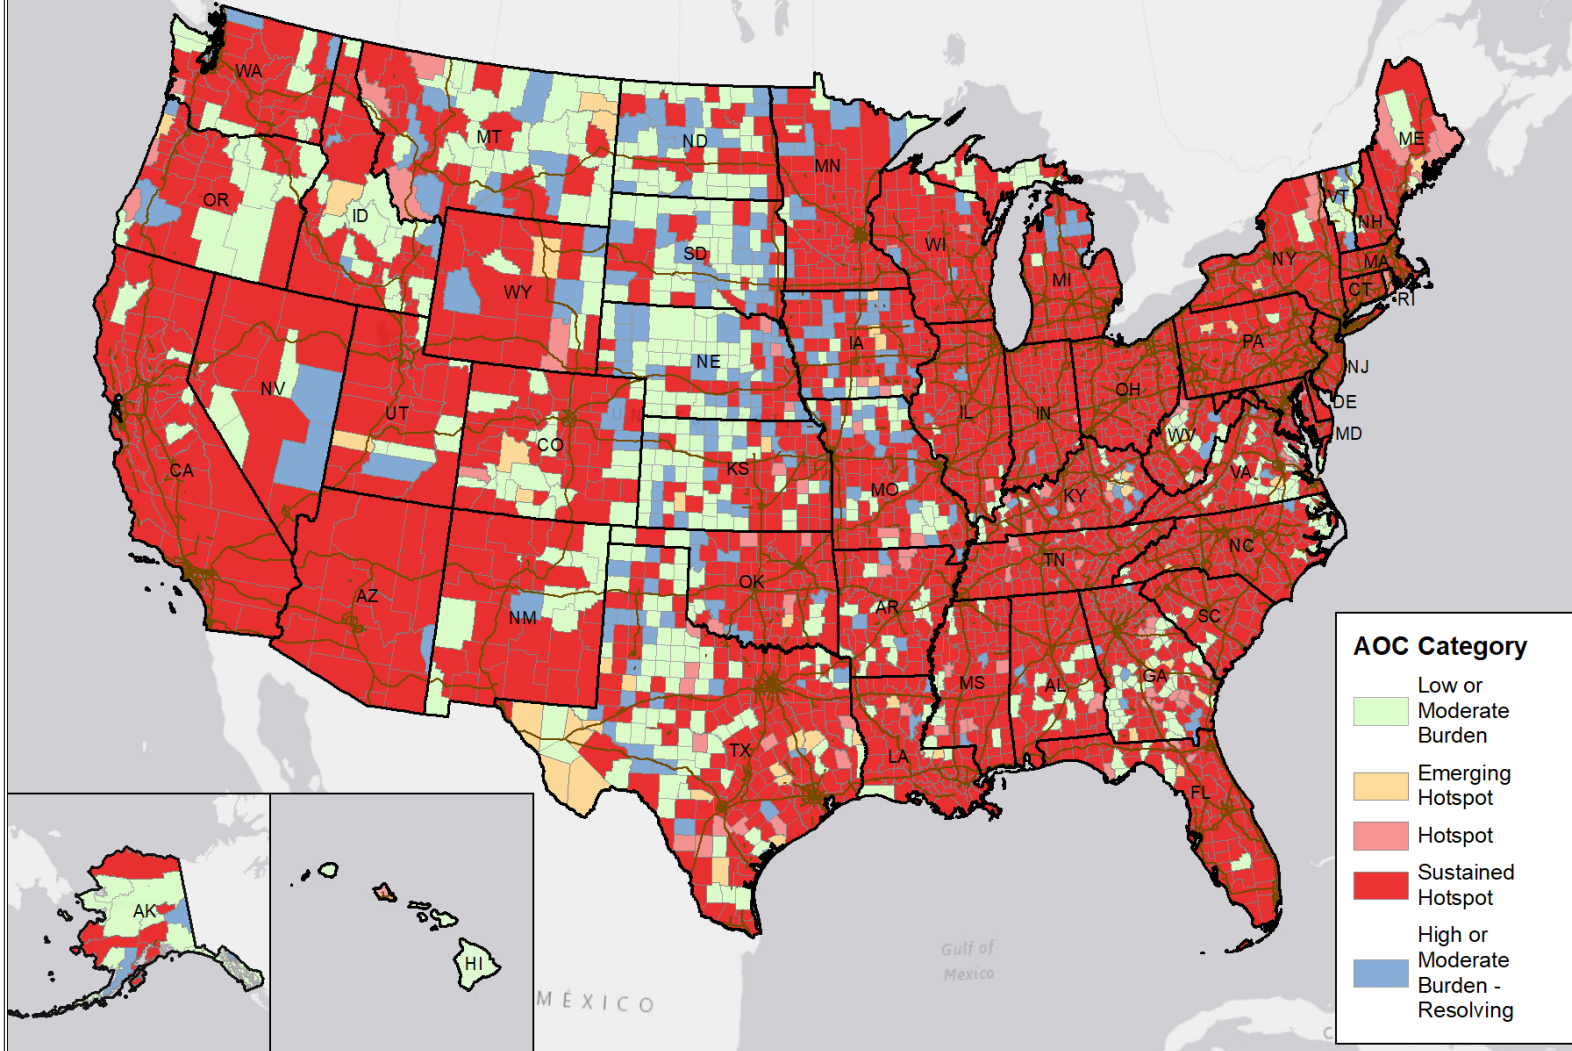 WA
MT
ND
MN
ME
OR
ID
SD
WI
MI
VT
NH
NY
MA
CT
RI
WY
NE
IA
PA
NJ
NV
UT
CO
KS
MO
IL
IN
OH
WV
VA
DE
MD
CA
KY
AZ
NM
OK
AR
TN
NC
SC
MS
AL
GA
TX
LA
FL
AK
HI
MÉXICO
Gulf of
Mexico
AOC Category
Low or
Moderate
Burden
Emerging
Hotspot
Hotspot
Sustained
Hotspot
High or
Moderate
Burden -
Resolving